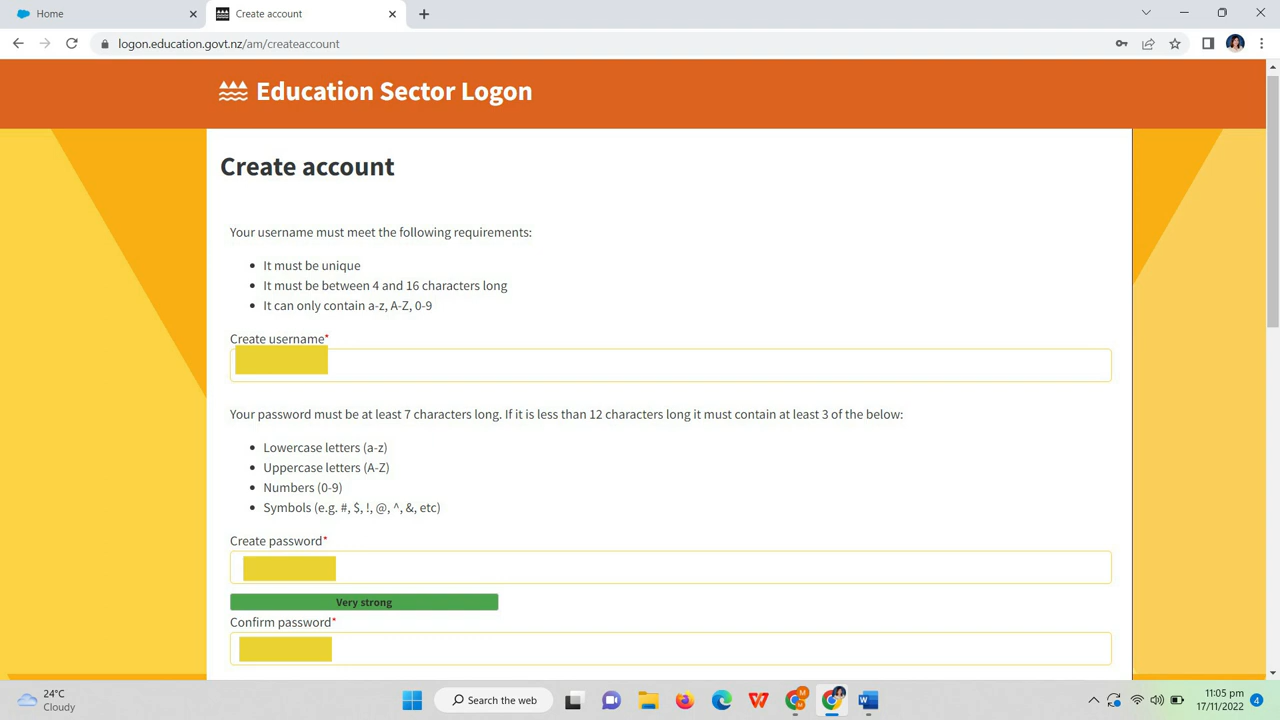 Home
Create account
logon.education.govt.nz/am/createaccount
Education Sector Logon
Create account
Your username must meet the following requirements:
It must be unique
It must be between 4 and 16 characters long
It can only contain a-z, A-Z, 0-9
Create username*
Your password must be at least 7 characters long. If it is less than 12 characters long it must contain at least 3 of the below:
Lowercase letters (a-z)
Uppercase letters (A-Z)
Numbers (0-9)
Symbols (e.g. #, $, !, @, ^, &, etc)
Create password*
Very strong
Confirm password*
24°C
Cloudy
Search the web
11:05 pm
17/11/2022
4